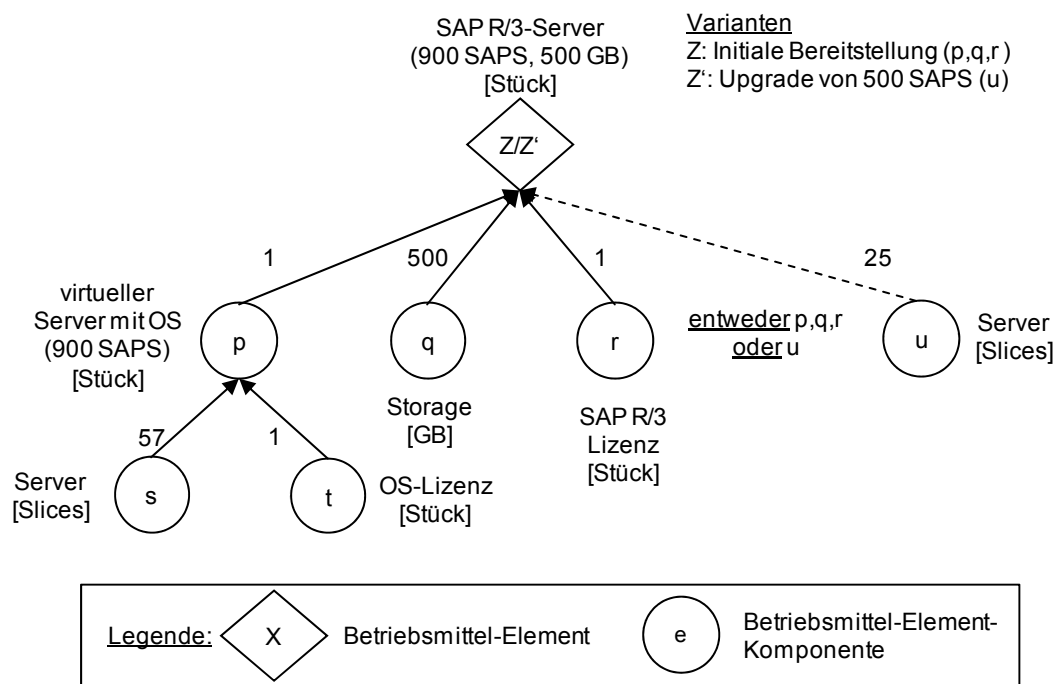 SAP R/3-Server
(900 SAPS, 500 GB)
[Stück]
Varianten
Z: Initiale Bereitstellung (p,q,r )
Z‘: Upgrade von 500 SAPS (u)
Z/Z‘
1
500
1
25
virtueller
Server mit OS
(900 SAPS)
[Stück]
p
q
r
entweder p,q,r
oder u
u
Server
[Slices]
Storage
[GB]
SAP R/3
Lizenz
[Stück]
57
1
Server
[Slices]
s
t
OS-Lizenz
[Stück]
Legende:
X
Betriebsmittel-Element
e
Betriebsmittel-Element-
Komponente